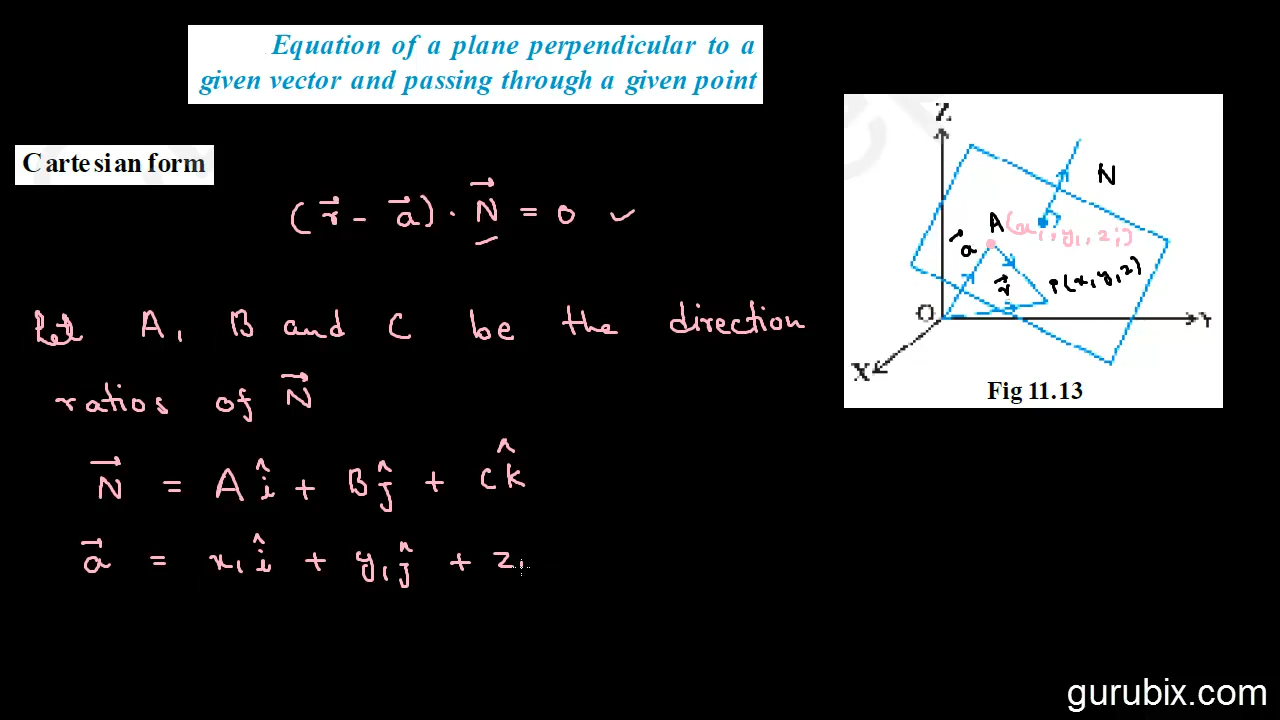 Equation of a plane perpendicular to a
given vector and passing through a given point
Cartesian form
(r⃗ - a⃗) · N⃗ = 0 ✓
Let A, B and C be the direction
ratios of N⃗
N⃗ = A î + B ĵ + C k̂
a⃗ = x₁ î + y₁ ĵ + z₁
Z
N
A (x₁, y₁, z₁)
a⃗
P(x, y, z)
r⃗
O
Y
X
Fig 11.13
gurubix.com